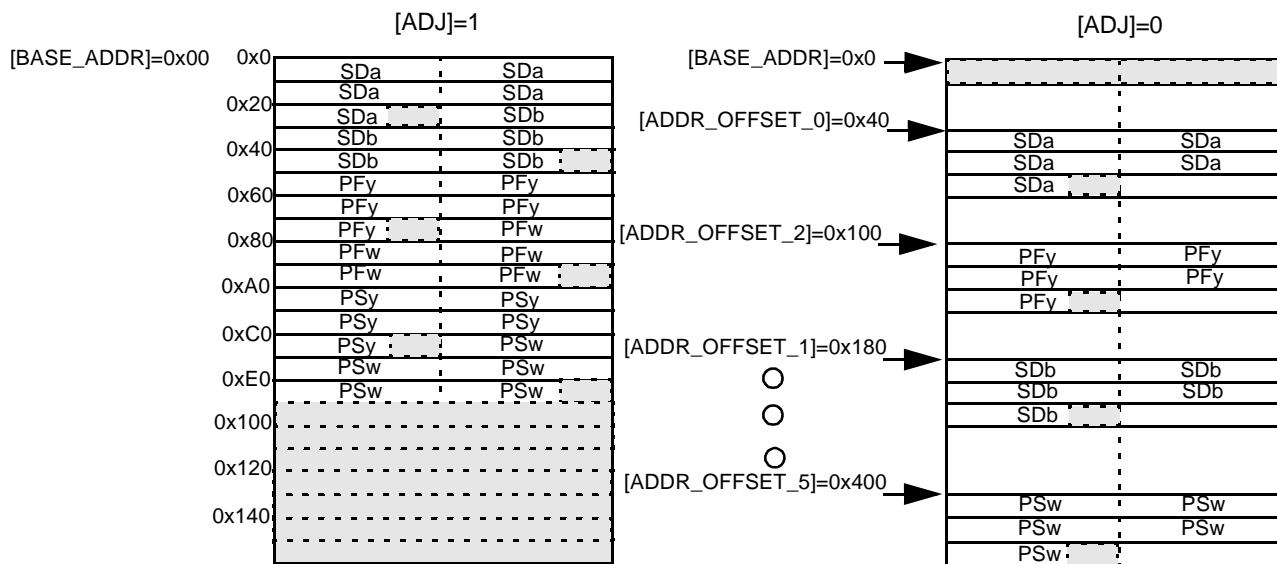 [ADJ]=1
[BASE_ADDR]=0x00
0x0
SDa SDa
SDa SDa
0x20
SDa SDb
SDb SDb
0x40
SDb SDb
PFy PFy
0x60
PFy PFy
PFy PFw
0x80
PFw PFw
PFw PFw
0xA0
PSy PSy
PSy PSy
0xC0
PSy PSw
PSw PSw
0xE0
PSw PSw
0x100
0x120
0x140
[ADJ]=0
[BASE_ADDR]=0x0
[ADDR_OFFSET_0]=0x40
SDa SDa
SDa SDa
SDa
[ADDR_OFFSET_2]=0x100
PFy PFy
PFy PFy
PFy
[ADDR_OFFSET_1]=0x180
SDb SDb
SDb SDb
SDb
[ADDR_OFFSET_5]=0x400
PSw PSw
PSw PSw
PSw